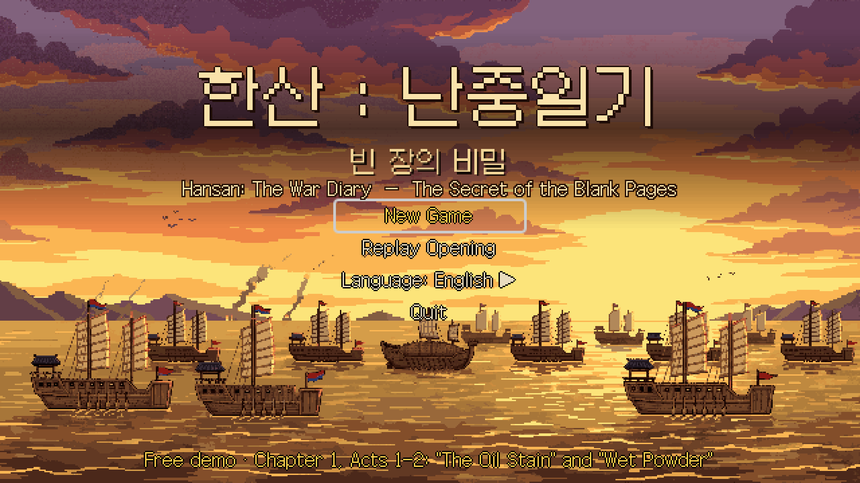 한산 : 난중일기
빈 장의 비밀
Hansan: The War Diary — The Secret of the Blank Pages
New Game
Replay Opening
Language: English ▷
Quit
Free demo · Chapter 1, Acts 1-2: "The Oil Stain" and "Wet Powder"